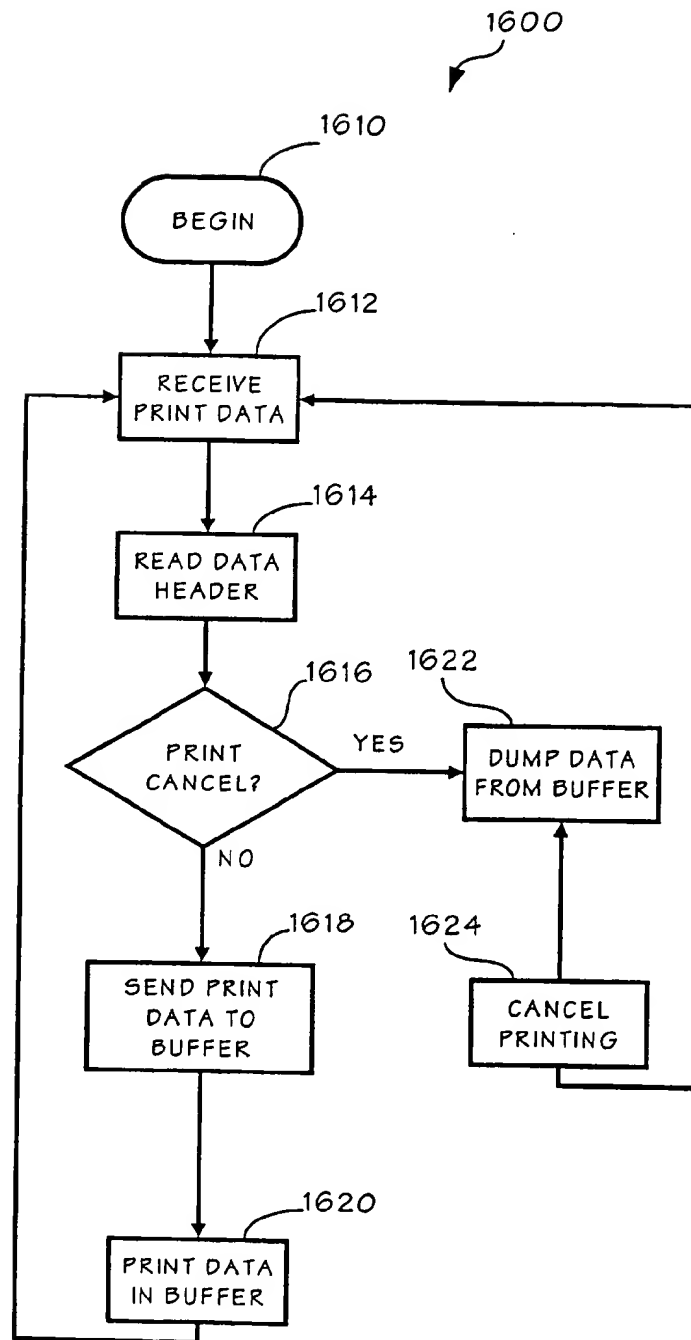 1600
1610
BEGIN
1612
RECEIVE
PRINT DATA
1614
READ DATA
HEADER
1616
PRINT
CANCEL?
YES
NO
1622
DUMP DATA
FROM BUFFER
1618
SEND PRINT
DATA TO
BUFFER
1624
CANCEL
PRINTING
1620
PRINT DATA
IN BUFFER